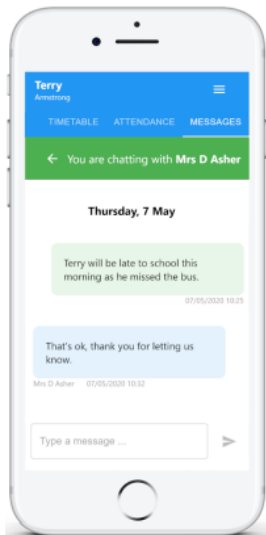 Terry
Armstrong
TIMETABLE ATTENDANCE MESSAGES
← You are chatting with Mrs D Asher
Thursday, 7 May
Terry will be late to school this
morning as he missed the bus.
07/05/2020 10:25
That's ok, thank you for letting us
know.
Mrs D Asher 07/05/2020 10:32
Type a message ...